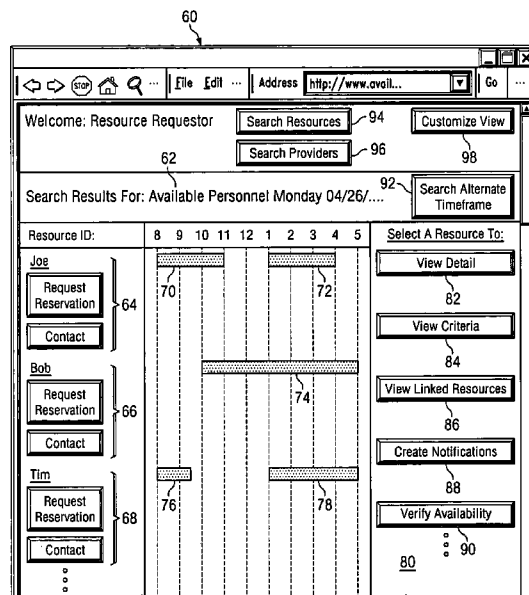 60
STOP ... File Edit ... Address http://www.avail... Go ...
Welcome: Resource Requestor
Search Resources 94
Customize View
98
Search Providers 96
62
Search Results For: Available Personnel Monday 04/26/....
92 Search Alternate Timeframe
Resource ID:
8 9 10 11 12 1 2 3 4 5
Select A Resource To:
Joe
Request Reservation
Contact
64
70 72
View Detail
82
View Criteria
84
Bob
Request Reservation
Contact
66
74
View Linked Resources
86
Create Notifications
88
Tim
Request Reservation
Contact
68
76 78
Verify Availability
90
80